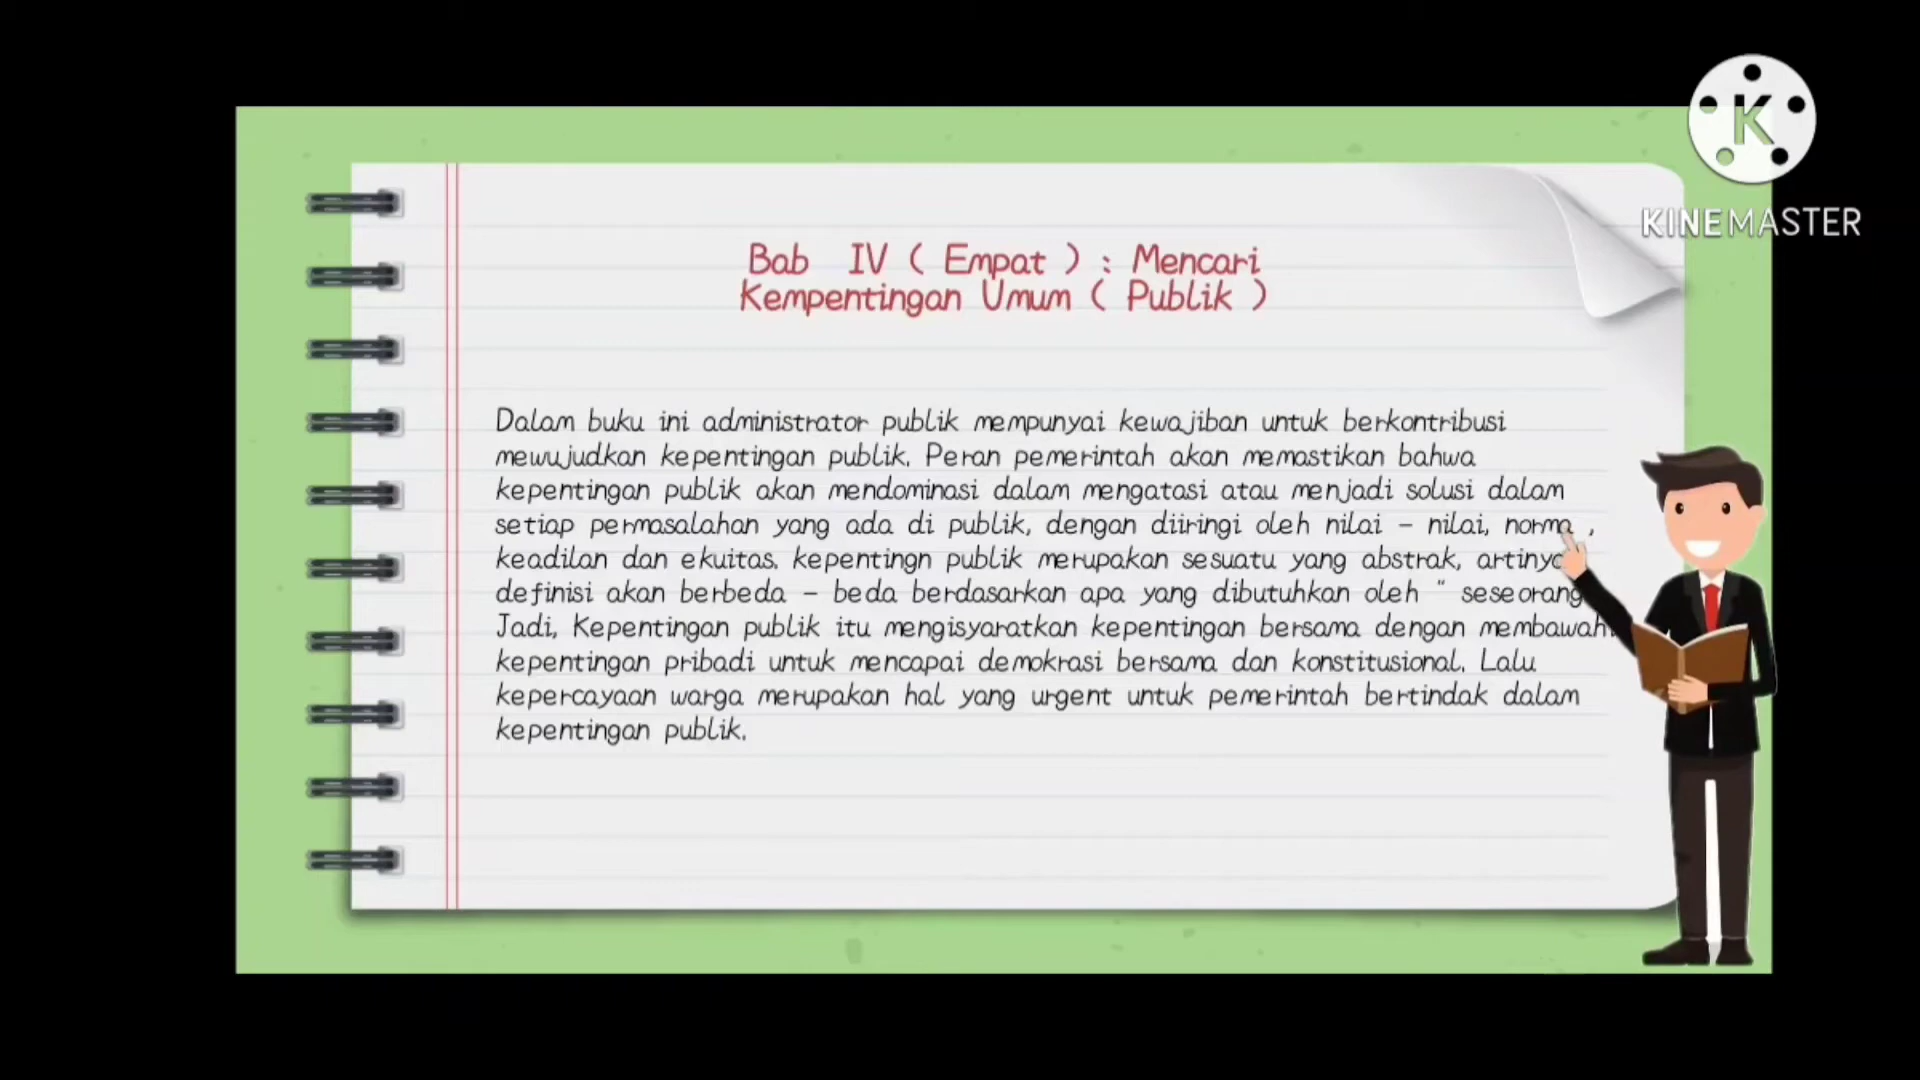 KINEMASTER
Bab IV ( Empat ) : Mencari
Kempentingan Umum ( Publik )
Dalam buku ini administrator publik mempunyai kewajiban untuk berkontribusi
mewujudkan kepentingan publik. Peran pemerintah akan memastikan bahwa
kepentingan publik akan mendominasi dalam mengatasi atau menjadi solusi dalam
setiap permasalahan yang ada di publik, dengan diiringi oleh nilai - nilai, norma ,
keadilan dan ekuitas. kepentingn publik merupakan sesuatu yang abstrak, artinya
definisi akan berbeda - beda berdasarkan apa yang dibutuhkan oleh " seseorang
Jadi, Kepentingan publik itu mengisyaratkan kepentingan bersama dengan membawahi
kepentingan pribadi untuk mencapai demokrasi bersama dan konstitusional. Lalu
kepercayaan warga merupakan hal yang urgent untuk pemerintah bertindak dalam
kepentingan publik.